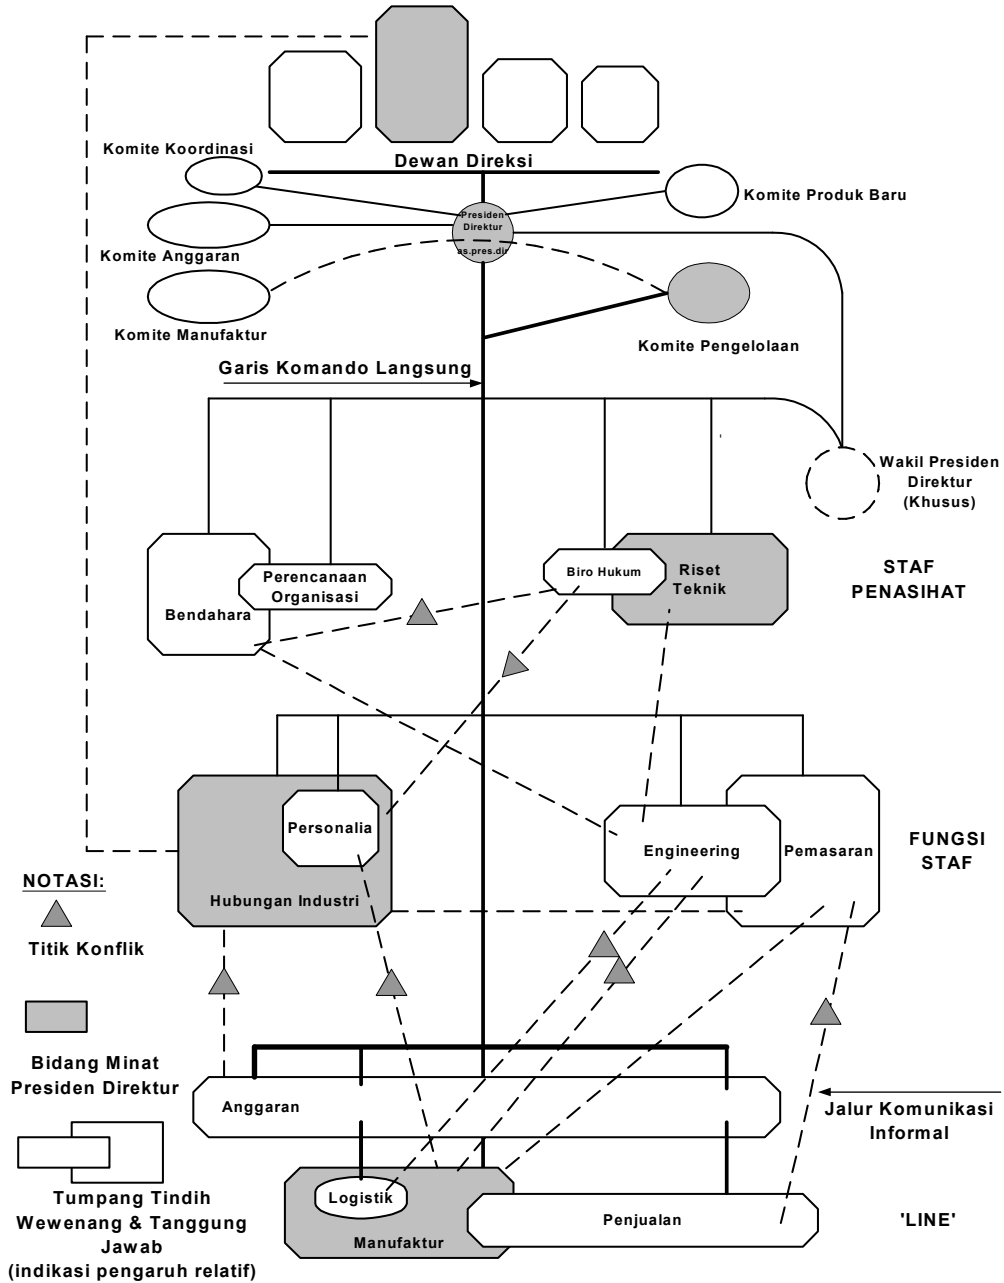 Komite Koordinasi
Dewan Direksi
Komite Produk Baru
Presiden
Direktur
as.pres.dir
Komite Anggaran
Komite Manufaktur
Komite Pengelolaan
Garis Komando Langsung
Wakil Presiden
Direktur
(Khusus)
STAF
PENASIHAT
Bendahara
Perencanaan
Organisasi
Biro Hukum
Riset
Teknik
Personalia
Hubungan Industri
Engineering
Pemasaran
FUNGSI
STAF
NOTASI:
Titik Konflik
Bidang Minat
Presiden Direktur
Tumpang Tindih
Wewenang & Tanggung
Jawab
(indikasi pengaruh relatif)
Anggaran
Jalur Komunikasi
Informal
Logistik
Manufaktur
Penjualan
'LINE'